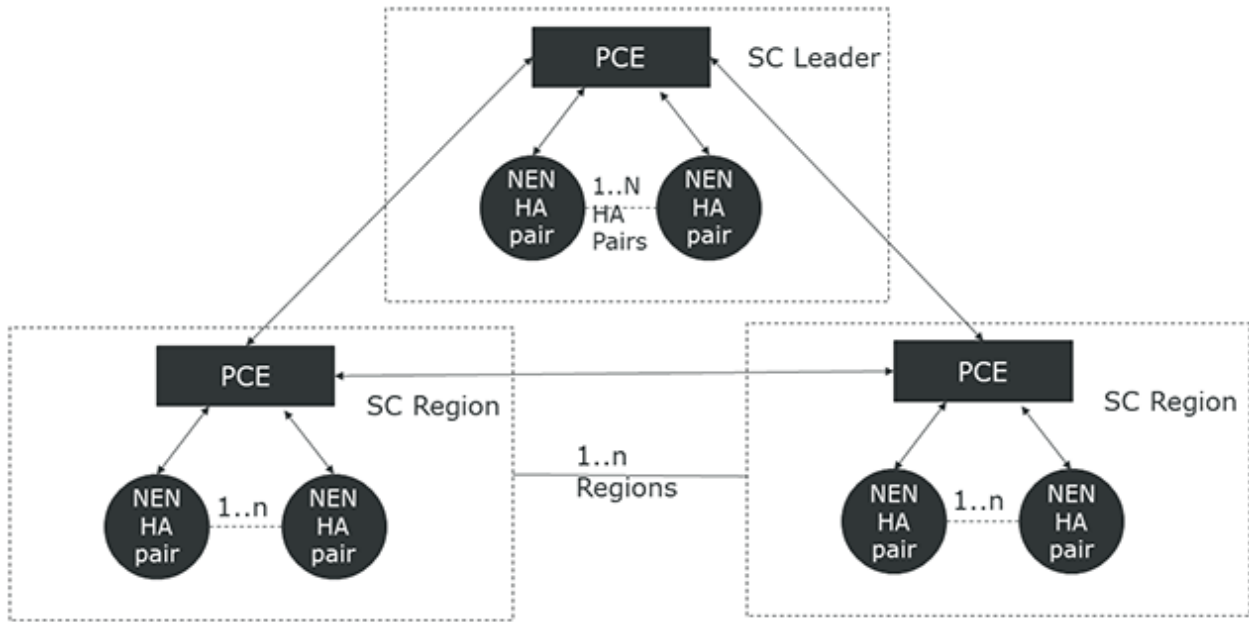 PCE
SC Leader
NEN
HA
pair
1..N
HA
Pairs
NEN
HA
pair
PCE
SC Region
NEN
HA
pair
1..n
NEN
HA
pair
1..n
Regions
PCE
SC Region
NEN
HA
pair
1..n
NEN
HA
pair